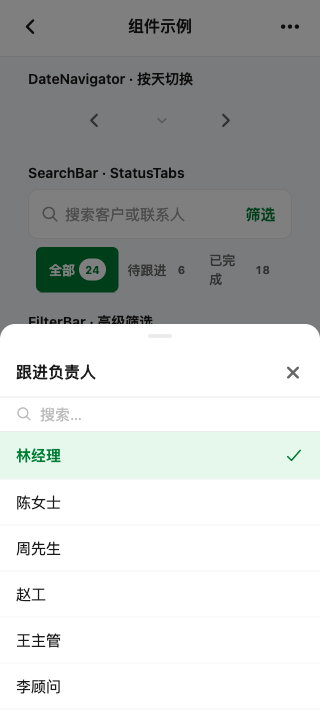 组件示例
DateNavigator · 按天切换
SearchBar · StatusTabs
搜索客户或联系人
筛选
全部 24
待跟进 6
已完成 18
FilterBar · 高级筛选
跟进负责人
搜索...
林经理
陈女士
周先生
赵工
王主管
李顾问